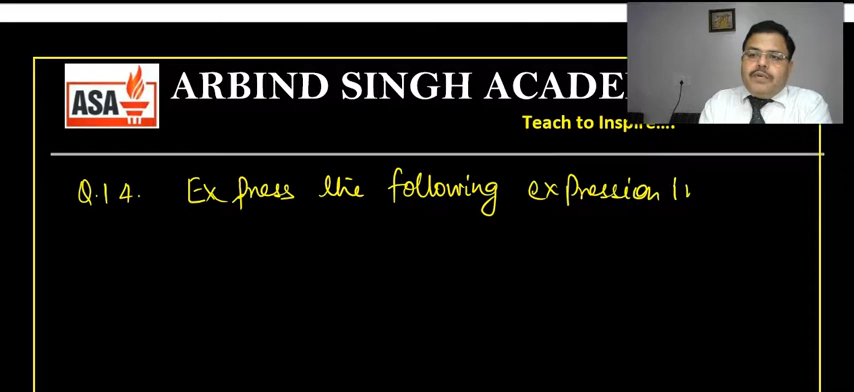 ASA
ARBIND SINGH ACADE
Teach to Inspire....
Q.14. Express the following expression